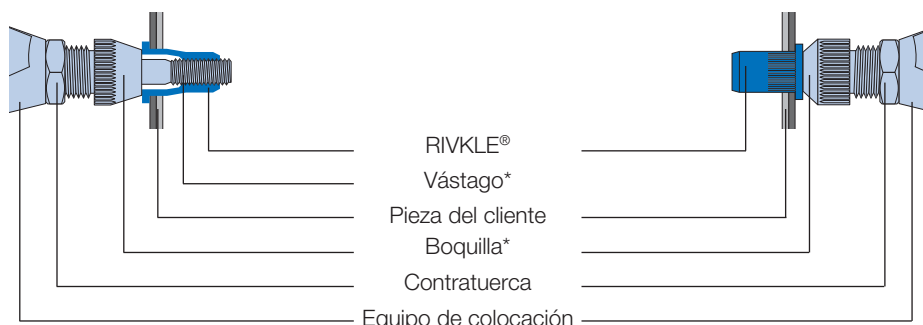 RIVKLE®
Vástago*
Pieza del cliente
Boquilla*
Contratuerca
Equipo de colocación